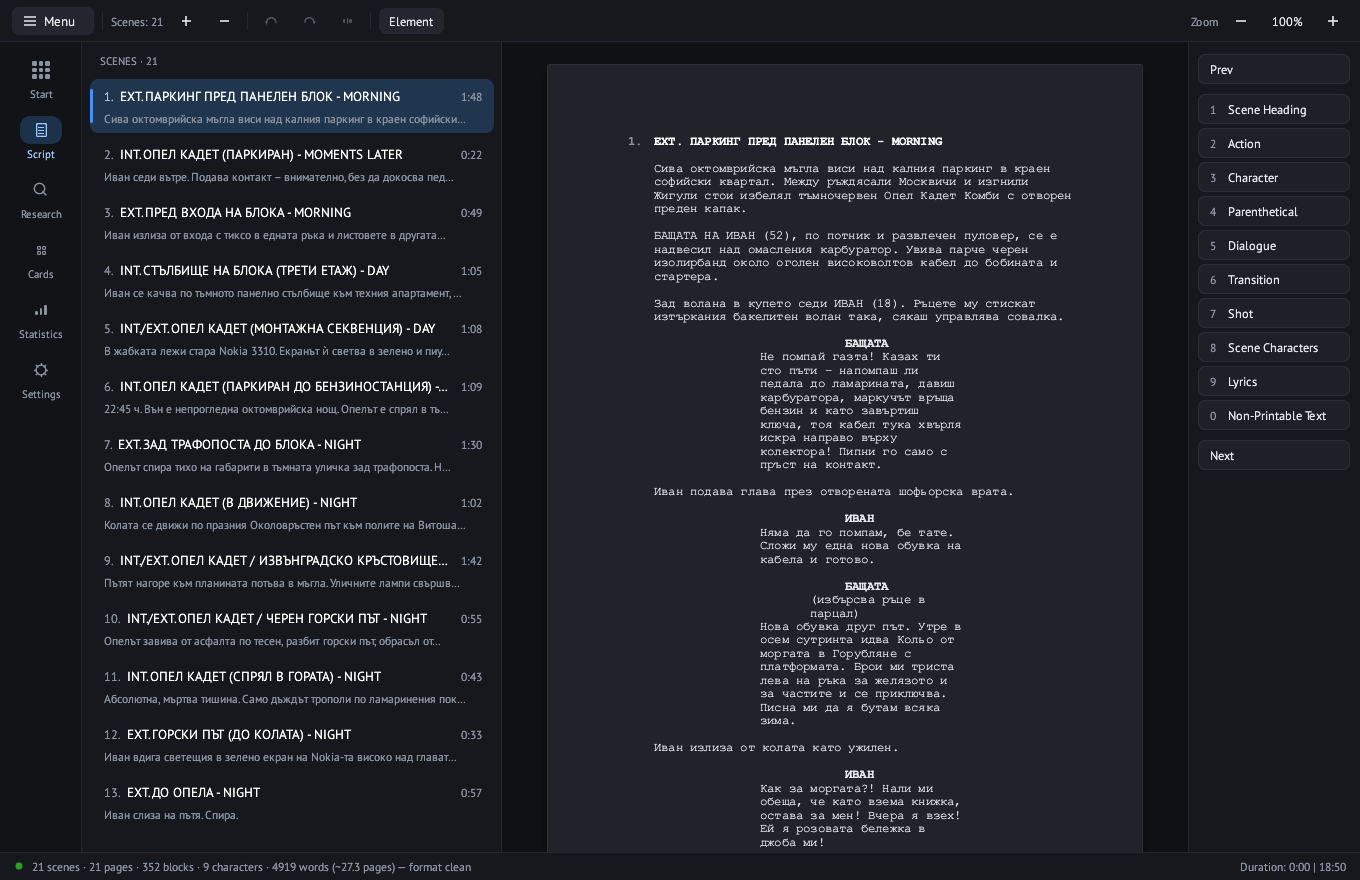 Menu
Scenes: 21
Element
Zoom
100%
Start
Script
Research
Cards
Statistics
Settings
SCENES · 21
1. EXT. ПАРКИНГ ПРЕД ПАНЕЛЕН БЛОК - MORNING 1:48
Сива октомврийска мъгла виси над калния паркинг в краен софийски...
2. INT. ОПЕЛ КАДЕТ (ПАРКИРАН) - MOMENTS LATER 0:22
Иван седи вътре. Подава контакт – внимателно, без да докосва пед...
3. EXT. ПРЕД ВХОДА НА БЛОКА - MORNING 0:49
Иван излиза от входа с тиксо в едната ръка и листовете в другата...
4. INT. СТЪЛБИЩЕ НА БЛОКА (ТРЕТИ ЕТАЖ) - DAY 1:05
Иван се качва по тъмното панелно стълбище към техния апартамент, ...
5. INT./EXT. ОПЕЛ КАДЕТ (МОНТАЖНА СЕКВЕНЦИЯ) - DAY 1:08
В жабката лежи стара Nokia 3310. Екранът ѝ светва в зелено и пиу...
6. INT./EXT. ОПЕЛ КАДЕТ (ПАРКИРАН ДО БЕНЗИНОСТАНЦИЯ) -... 1:09
22:45 ч. Вън е непрогледна октомврийска нощ. Опелът е спрял в тъ...
7. EXT. ЗАД ТРАФОПОСТА ДО БЛОКА - NIGHT 1:30
Опелът спира тихо на габарити в тъмната уличка зад трафопоста. Н...
8. INT. ОПЕЛ КАДЕТ (В ДВИЖЕНИЕ) - NIGHT 1:02
Колата се движи по празния Околовръстен път към полите на Витоша...
9. INT./EXT. ОПЕЛ КАДЕТ / ИЗВЪНГРАДСКО КРЪСТОВИЩЕ... 1:42
Пътят нагоре към планината потъва в мъгла. Уличните лампи свършв...
10. INT./EXT. ОПЕЛ КАДЕТ / ЧЕРЕН ГОРСКИ ПЪТ - NIGHT 0:55
Опелът завива от асфалта по тесен, разбит горски път, обрасъл от...
11. INT. ОПЕЛ КАДЕТ (СПРЯЛ В ГОРАТА) - NIGHT 0:43
Абсолютна, мъртва тишина. Само дъждът трополи по ламаринения пок...
12. EXT. ГОРСКИ ПЪТ (ДО КОЛАТА) - NIGHT 0:33
Иван вдига светещия в зелено екран на Nokia-та високо над глават...
13. EXT. ДО ОПЕЛА - NIGHT 0:57
Иван слиза на пътя. Спира.
1. EXT. ПАРКИНГ ПРЕД ПАНЕЛЕН БЛОК - MORNING
Сива октомврийска мъгла виси над калния паркинг в краен
софийски квартал. Между ръждясали Москвичи и изгнили
Жигули стои избелял тъмночервен Опел Кадет Комби с отворен
преден капак.
БАЩАТА НА ИВАН (52), по потник и развлечен пуловер, се е
надвесил над омасления карбуратор. Увива парче черен
изолирбанд около оголен високоволтов кабел до бобината и
стартера.
Зад волана в купето седи ИВАН (18). Ръцете му стискат
изтъркания бакелитен волан така, сякаш управлява совалка.
БАЩАТА
Не помпай газта! Казах ти
сто пъти – напомпаш ли
педала до ламарината, давиш
карбуратора, маркучът връща
бензин и като завъртиш
ключа, тоя кабел тука хвърля
искра направо върху
колектора! Пипни го само с
пръст на контакт.
Иван подава глава през отворената шофьорска врата.
ИВАН
Няма да го помпам, бе тате.
Сложи му една нова обувка на
кабела и готово.
БАЩАТА
(избърсва ръце в
парцал)
Нова обувка друг път. Утре в
осем сутринта идва Кольо от
моргата в Горубляне с
платформата. Брои ми триста
лева на ръка за желязото и
за частите и се приключва.
Писна ми да я бутам всяка
зима.
Иван излиза от колата като ужилен.
ИВАН
Как за моргата?! Нали ми
обеща, че като взема книжка,
остава за мен! Вчера я взех!
Ей я розовата бележка в
джоба ми!
Prev
1 Scene Heading
2 Action
3 Character
4 Parenthetical
5 Dialogue
6 Transition
7 Shot
8 Scene Characters
9 Lyrics
0 Non-Printable Text
Next
21 scenes · 21 pages · 352 blocks · 9 characters · 4919 words (~27.3 pages) — format clean
Duration: 0:00 | 18:50